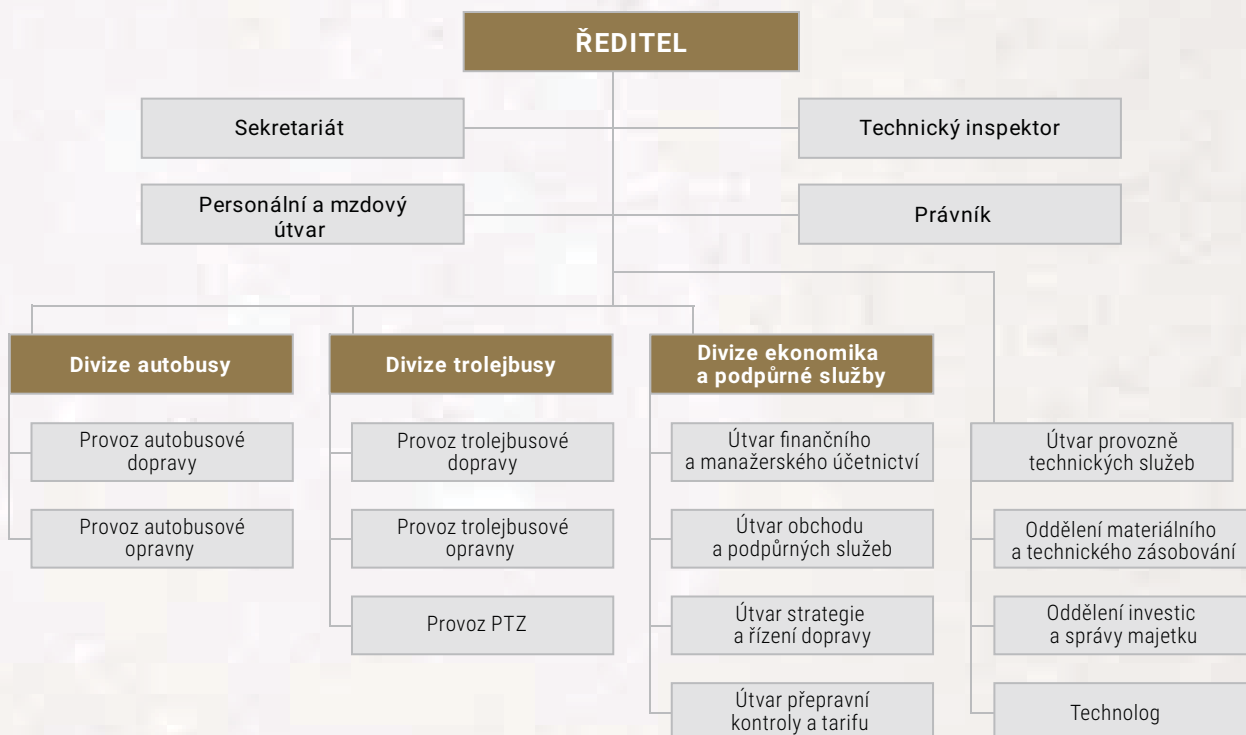 ŘEDITEL
Sekretariát
Technický inspektor
Personální a mzdový
útvar
Právník
Divize autobusy
Divize trolejbusy
Divize ekonomika
a podpůrné služby
Provoz autobusové
dopravy
Provoz trolejbusové
dopravy
Útvar finančního
a manažerského účetnictví
Útvar provozně
technických služeb
Provoz autobusové
opravny
Provoz trolejbusové
opravny
Útvar obchodu
a podpůrných služeb
Oddělení materiálního
a technického zásobování
Provoz PTZ
Útvar strategie
a řízení dopravy
Oddělení investic
a správy majetku
Útvar přepravní
kontroly a tarifu
Technolog